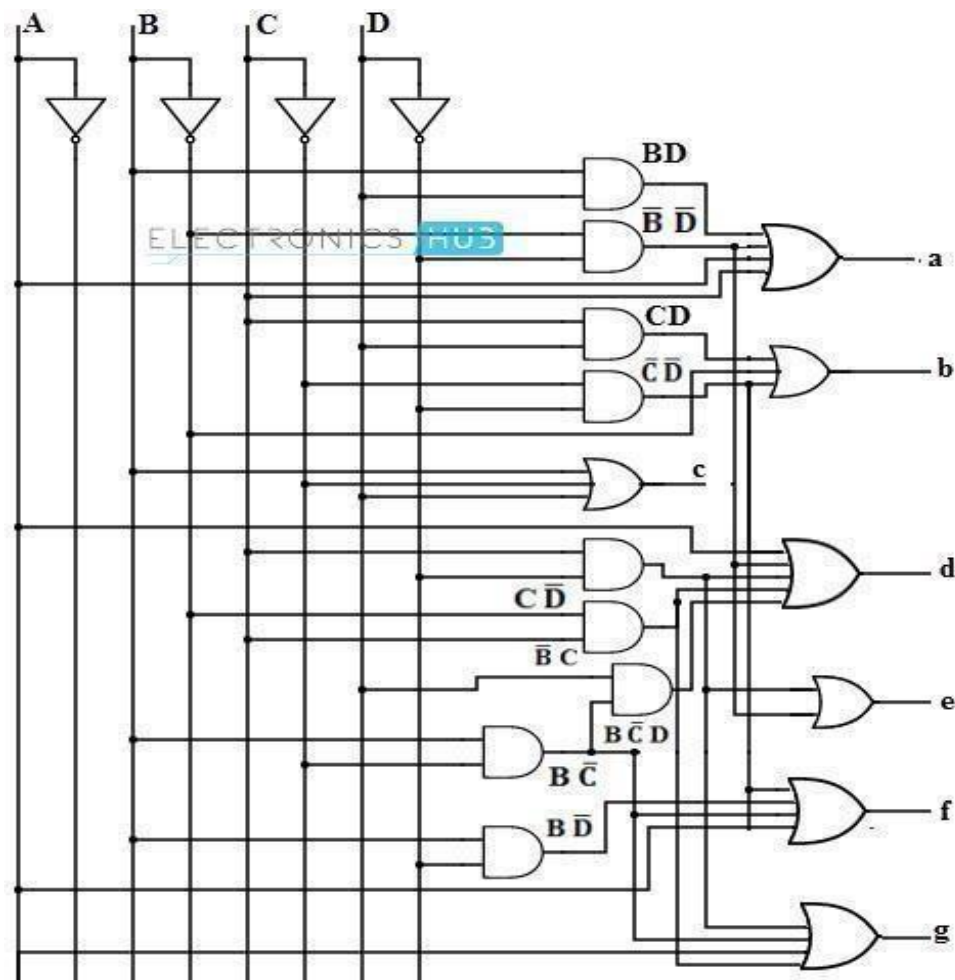 A B C D
BD
B̅ D̅
ELECTRONICS HUB
a
CD
C̅ D̅
b
c
d
C D̅
B̅ C
e
B C̅ D
B C̅
B D̅
f
g